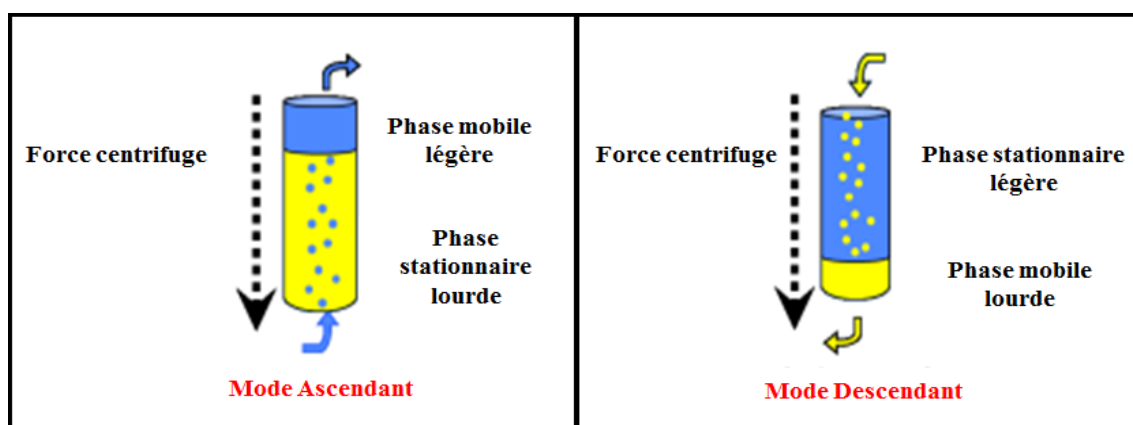 Force centrifuge
Phase mobile
légère
Phase
stationnaire
lourde
Mode Ascendant
Force centrifuge
Phase stationnaire
légère
Phase mobile
lourde
Mode Descendant